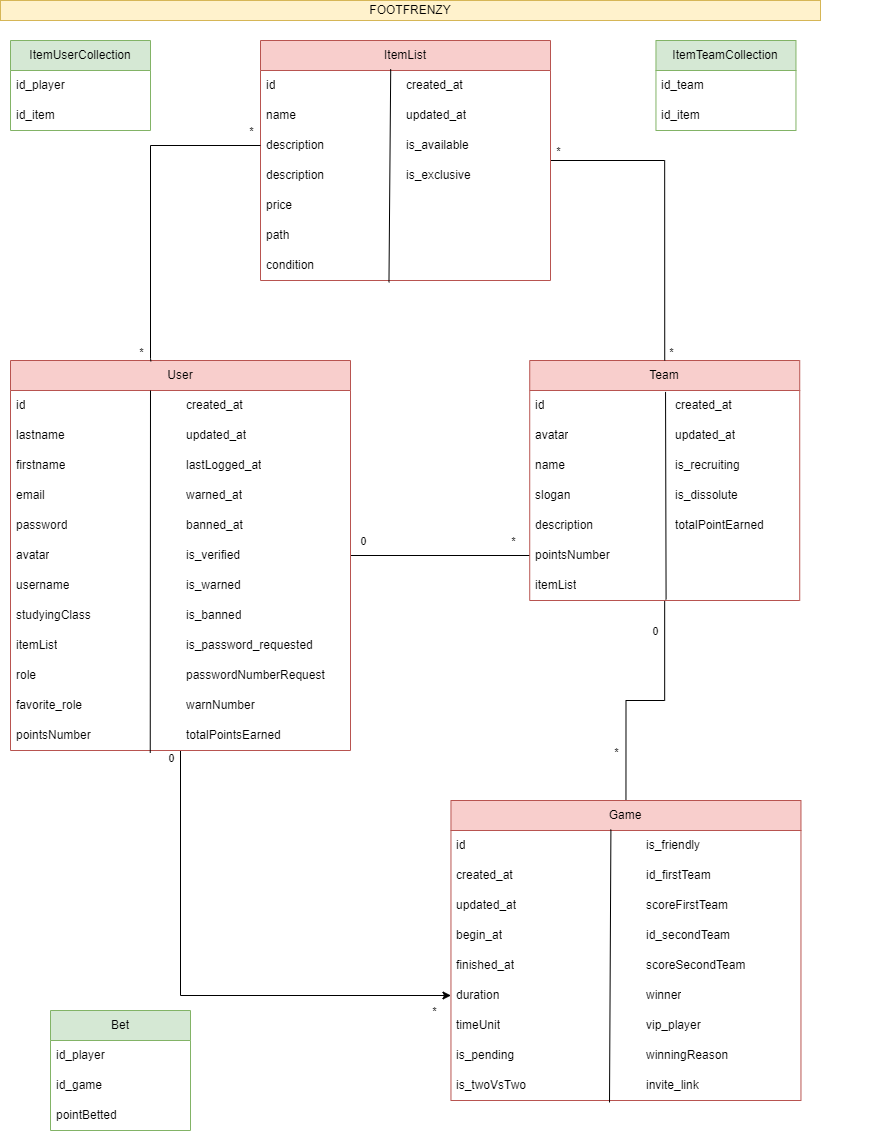 FOOTFRENZY
ItemUserCollection
id_player
id_item
ItemList
id
name
description
description
price
path
condition
created_at
updated_at
is_available
is_exclusive
ItemTeamCollection
id_team
id_item
*
*
*
*
User
id
lastname
firstname
email
password
avatar
username
studyingClass
itemList
role
favorite_role
pointsNumber
created_at
updated_at
lastLogged_at
warned_at
banned_at
is_verified
is_warned
is_banned
is_password_requested
passwordNumberRequest
warnNumber
totalPointsEarned
0
*
Team
id
avatar
name
slogan
description
pointsNumber
itemList
created_at
updated_at
is_recruiting
is_dissolute
totalPointEarned
0
*
0
*
Game
id
created_at
updated_at
begin_at
finished_at
duration
timeUnit
is_pending
is_twoVsTwo
is_friendly
id_firstTeam
scoreFirstTeam
id_secondTeam
scoreSecondTeam
winner
vip_player
winningReason
invite_link
Bet
id_player
id_game
pointBetted